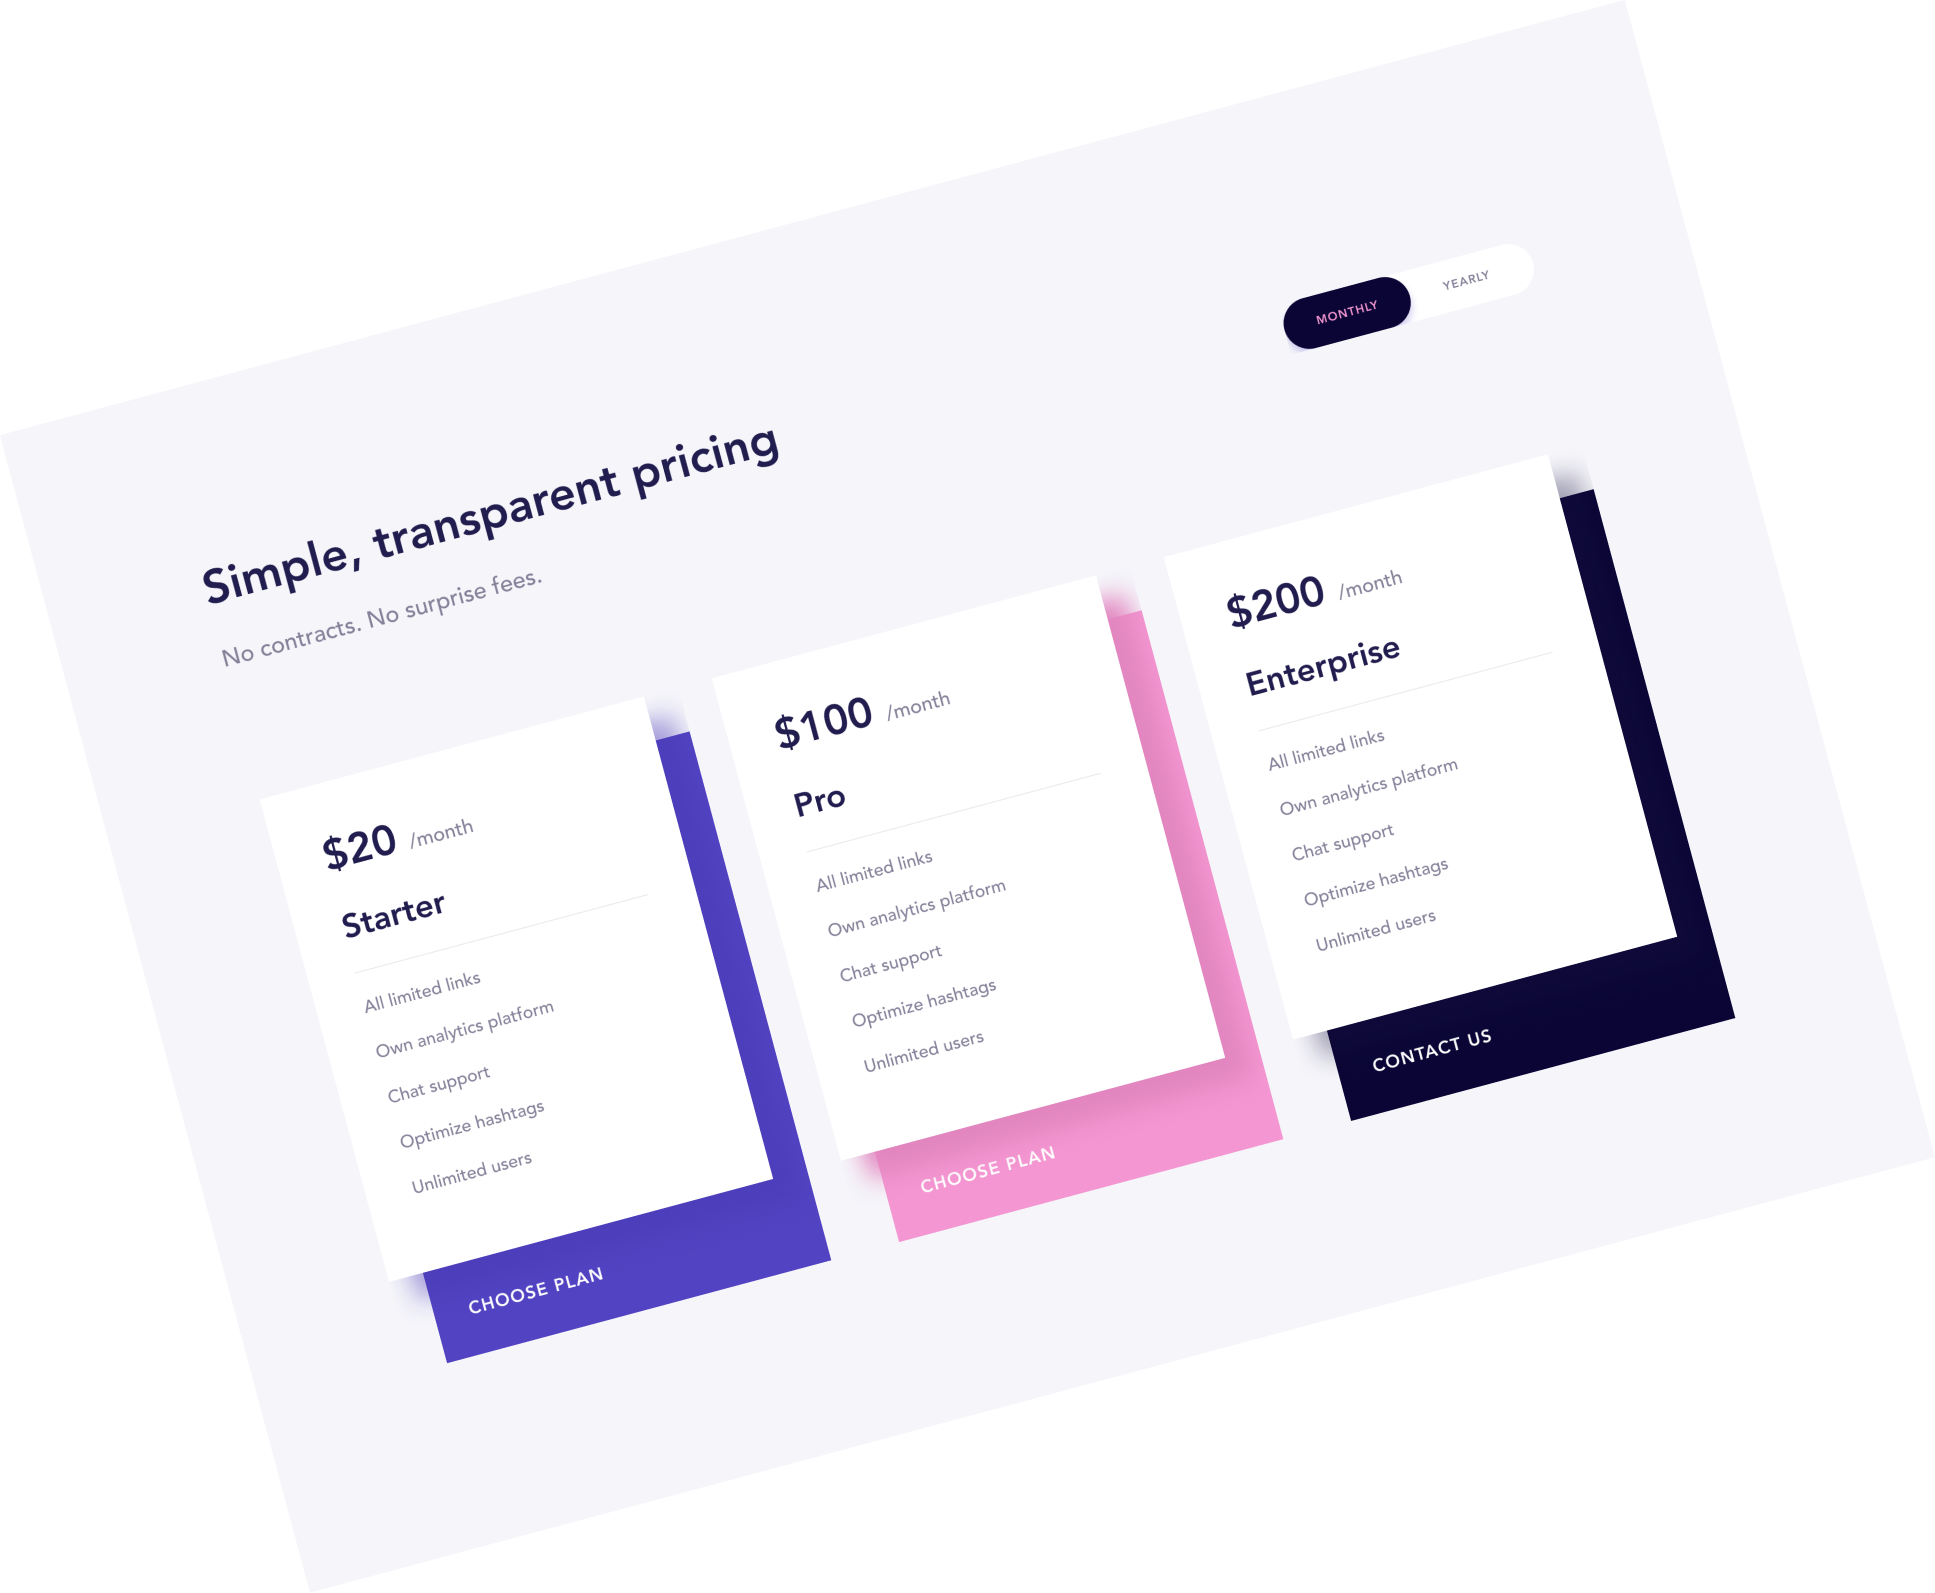 MONTHLY
YEARLY
Simple, transparent pricing
No contracts. No surprise fees.
$20 /month
Starter
All limited links
Own analytics platform
Chat support
Optimize hashtags
Unlimited users
CHOOSE PLAN
$100 /month
Pro
All limited links
Own analytics platform
Chat support
Optimize hashtags
Unlimited users
CHOOSE PLAN
$200 /month
Enterprise
All limited links
Own analytics platform
Chat support
Optimize hashtags
Unlimited users
CONTACT US